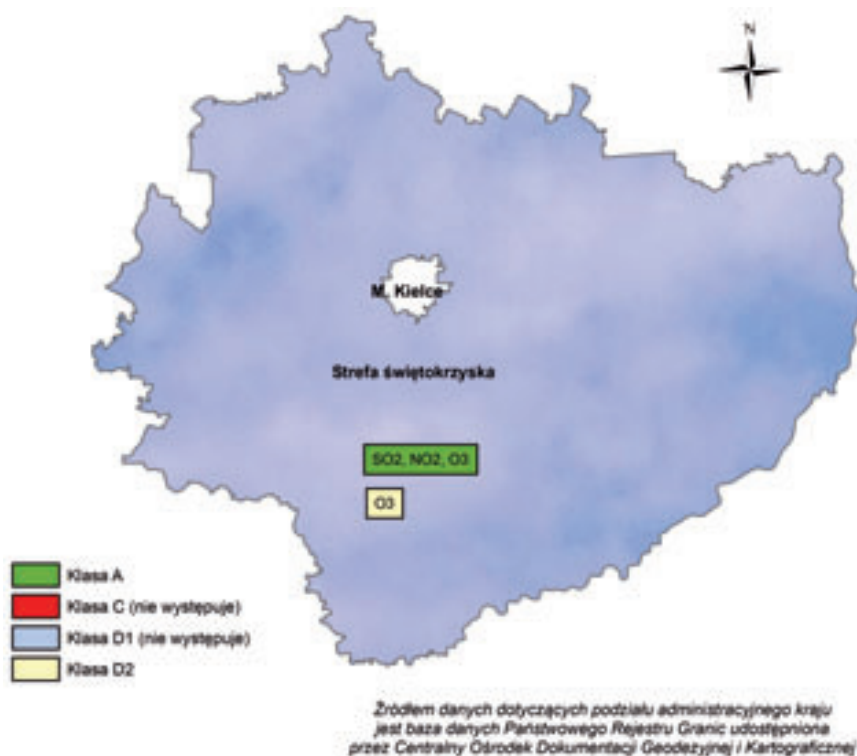 N
M. Kielce
Strefa świętokrzyska
SO2, NO2, O3
O3
Klasa A
Klasa C (nie występuje)
Klasa D1 (nie występuje)
Klasa D2
Źródłem danych dotyczących podziału administracyjnego kraju
jest baza danych Państwowego Rejestru Granic udostępniona
przez Centralny Ośrodek Dokumentacji Geodezyjnej i Kartograficznej